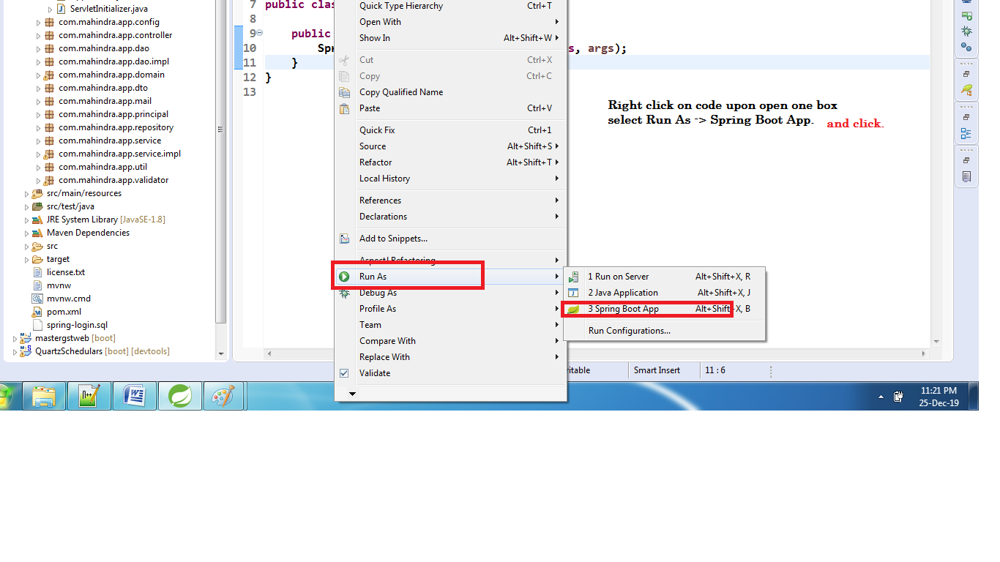 ServletInitializer.java
com.mahindra.app.config
com.mahindra.app.controller
com.mahindra.app.dao
com.mahindra.app.dao.impl
com.mahindra.app.domain
com.mahindra.app.dto
com.mahindra.app.mail
com.mahindra.app.principal
com.mahindra.app.repository
com.mahindra.app.service
com.mahindra.app.service.impl
com.mahindra.app.util
com.mahindra.app.validator
src/main/resources
src/test/java
JRE System Library [JavaSE-1.8]
Maven Dependencies
src
target
license.txt
mvnw
mvnw.cmd
pom.xml
spring-login.sql
mastergstweb [boot]
QuartzSchedulars [boot] [devtools]
7 public clas
8
9 public
10 Sp s, args);
11 }
12 }
13
Quick Type Hierarchy Ctrl+T
Open With
Show In Alt+Shift+W
Cut Ctrl+X
Copy Ctrl+C
Copy Qualified Name
Paste Ctrl+V
Quick Fix Ctrl+1
Source Alt+Shift+S
Refactor Alt+Shift+T
Local History
References
Declarations
Add to Snippets...
AspectJ Refactoring
Run As
Debug As
Profile As
Team
Compare With
Replace With
Validate
1 Run on Server Alt+Shift+X, R
2 Java Application Alt+Shift+X, J
3 Spring Boot App Alt+Shift+X, B
Run Configurations...
Right click on code upon open one box
select Run As -> Spring Boot App. and click.
itable Smart Insert 11 : 6
11:21 PM
25-Dec-19